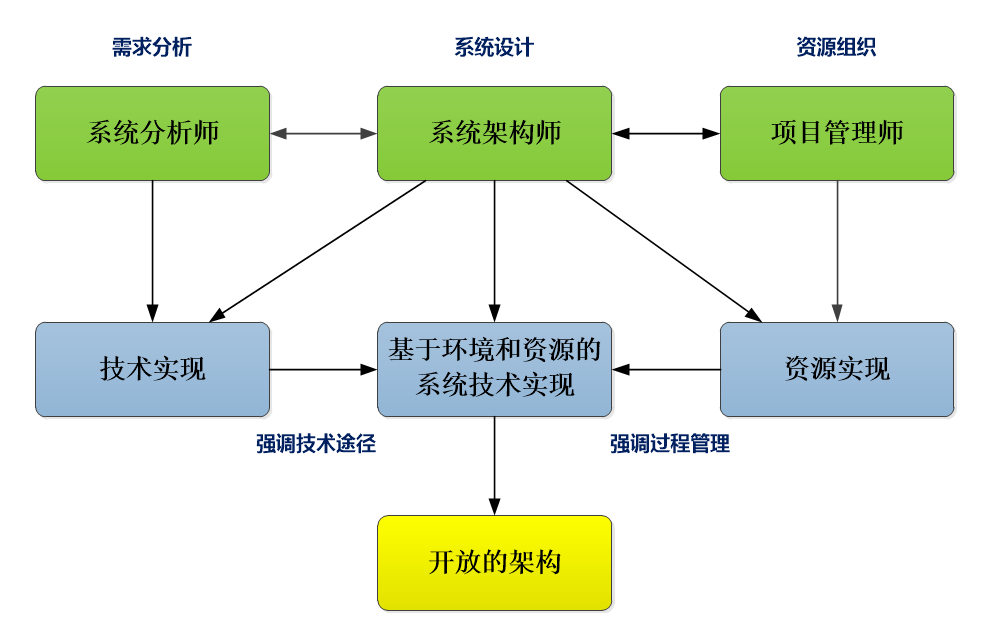 需求分析
系统设计
资源组织
系统分析师
系统架构师
项目管理师
技术实现
基于环境和资源的
系统技术实现
资源实现
强调技术途径
强调过程管理
开放的架构